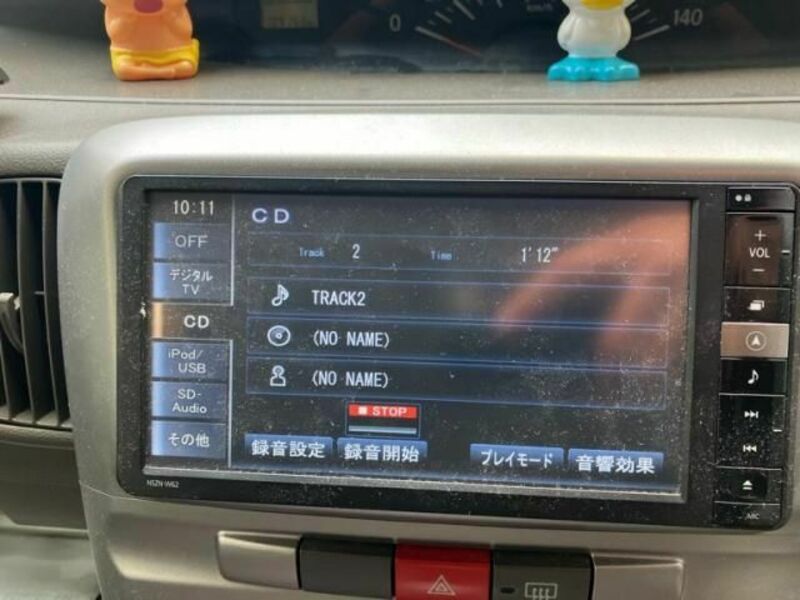 0
140
10:11
CD
OFF
Track 2 Time 1'12"
デジタル
TV
TRACK2
CD
(NO NAME)
iPod/
USB
(NO NAME)
SD-
Audio
STOP
その他
録音設定 録音開始 プレイモード 音響効果
NSZN-W62
+
VOL
−